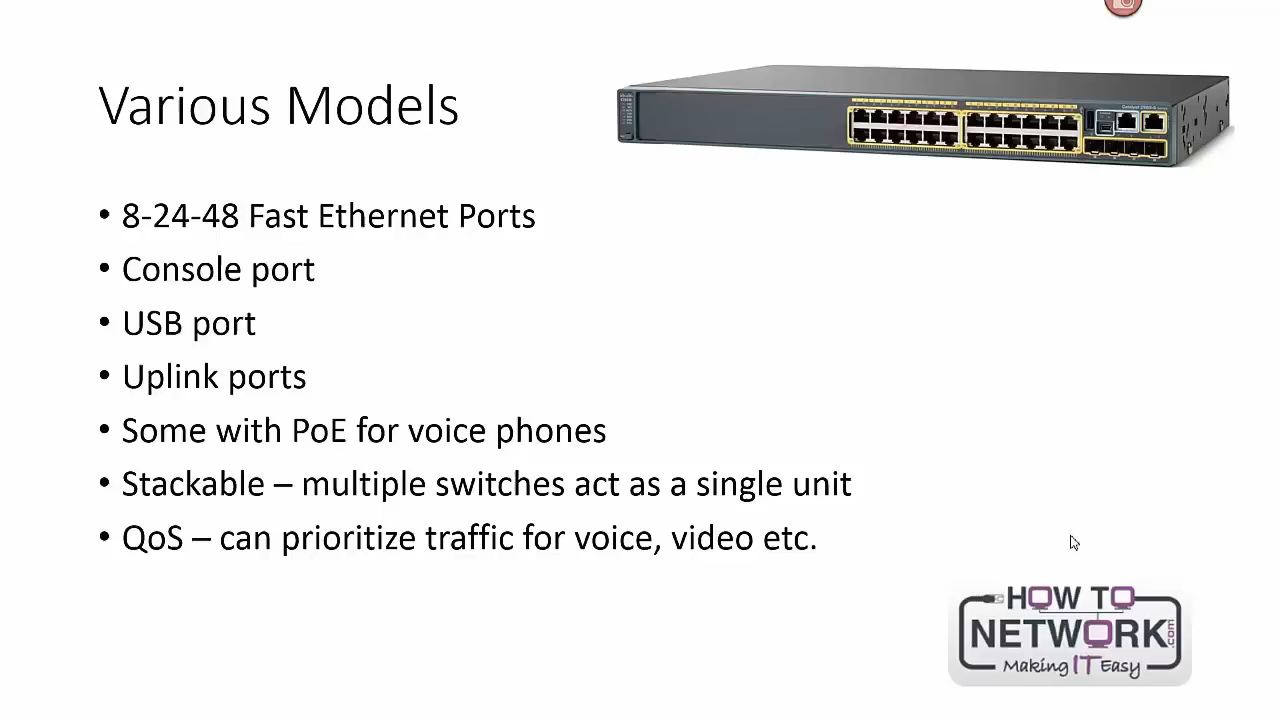 Various Models
• 8-24-48 Fast Ethernet Ports
• Console port
• USB port
• Uplink ports
• Some with PoE for voice phones
• Stackable – multiple switches act as a single unit
• QoS – can prioritize traffic for voice, video etc.
HOW TO
NETWORK.com
Making IT Easy